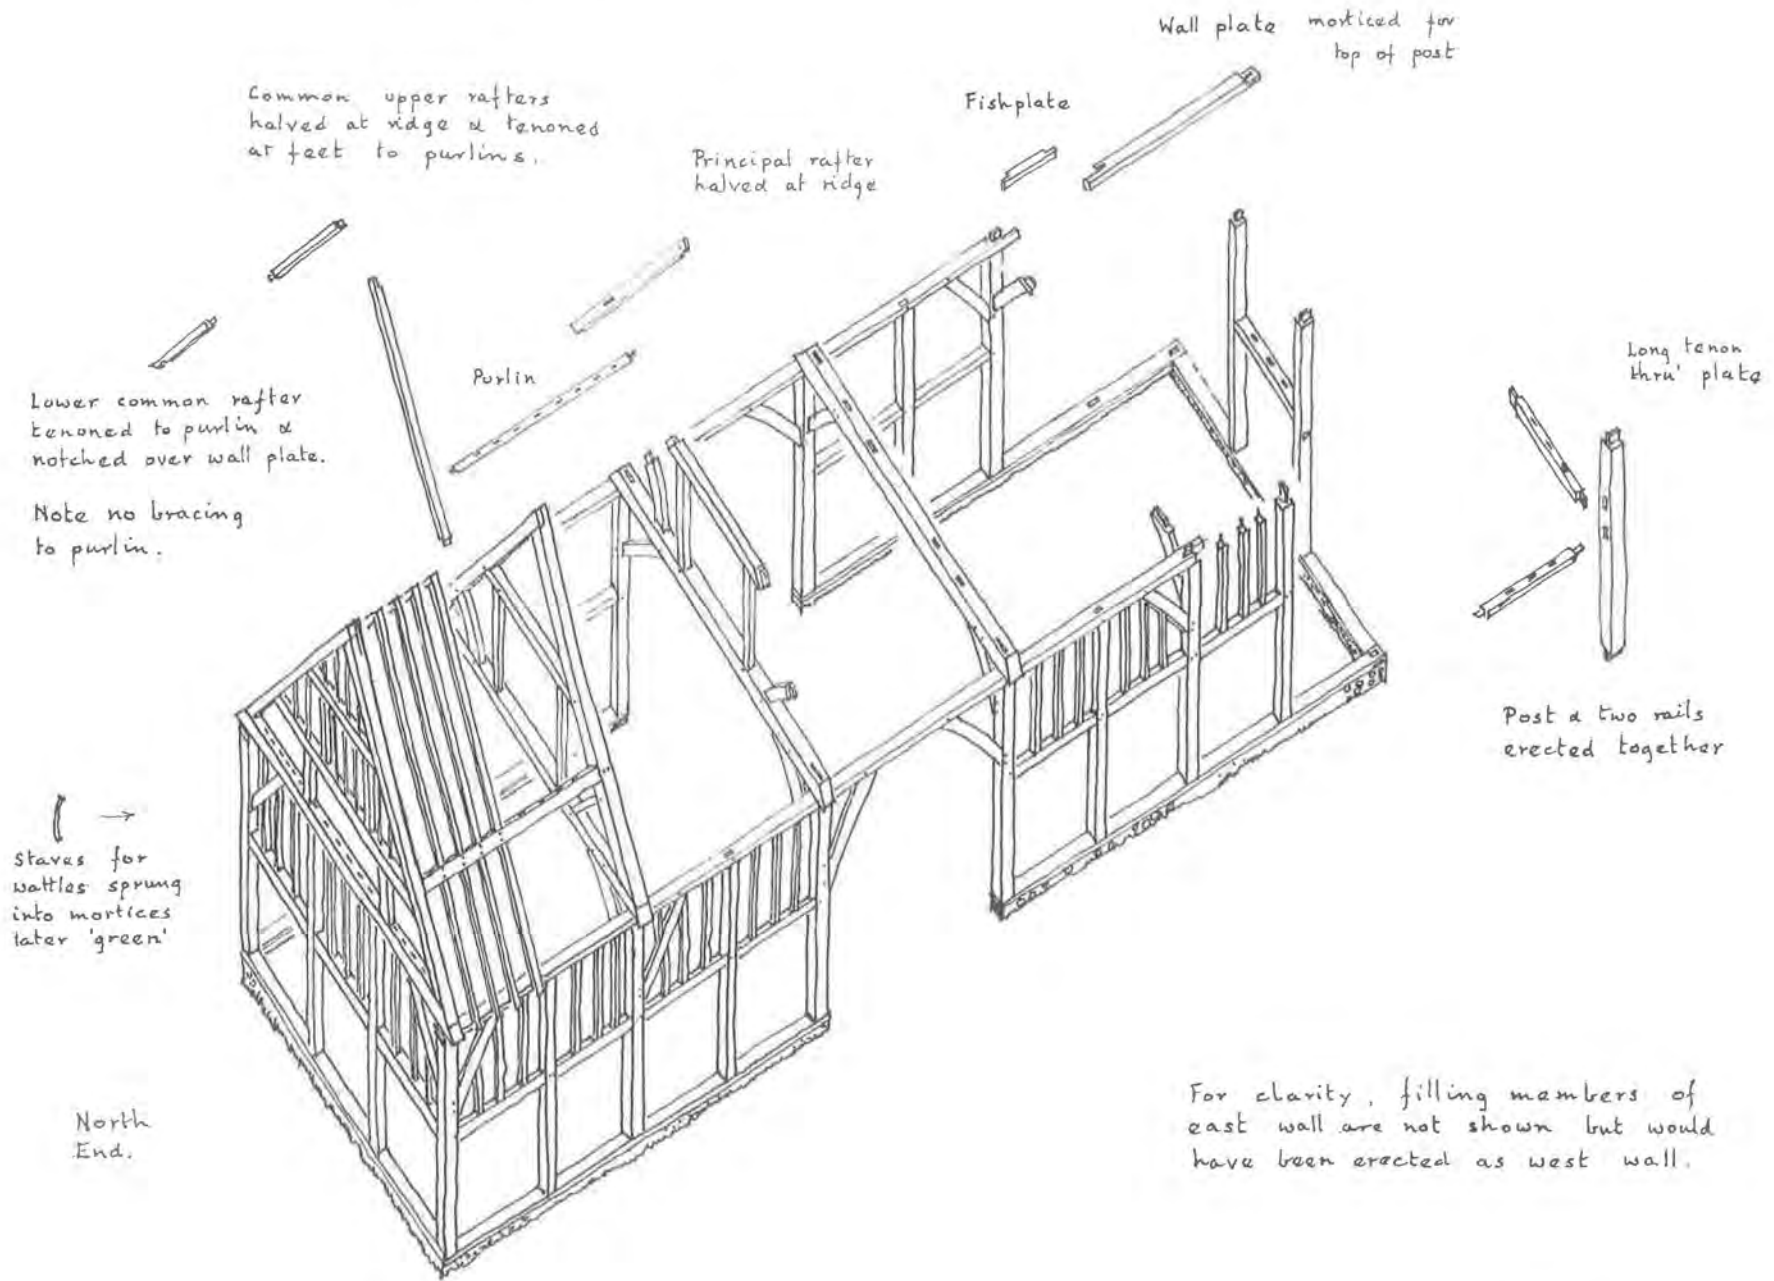 Wall plate morticed for
top of post
Common upper rafters
halved at ridge & tenoned
at feet to purlins.
Fishplate
Principal rafter
halved at ridge
Purlin
Long tenon
thru' plate
Lower common rafter
tenoned to purlin &
notched over wall plate.
Note no bracing
to purlin.
Post & two rails
erected together
Staves for
wattles sprung
into mortices
later 'green'
North
End.
For clarity, filling members of
east wall are not shown but would
have been erected as west wall.